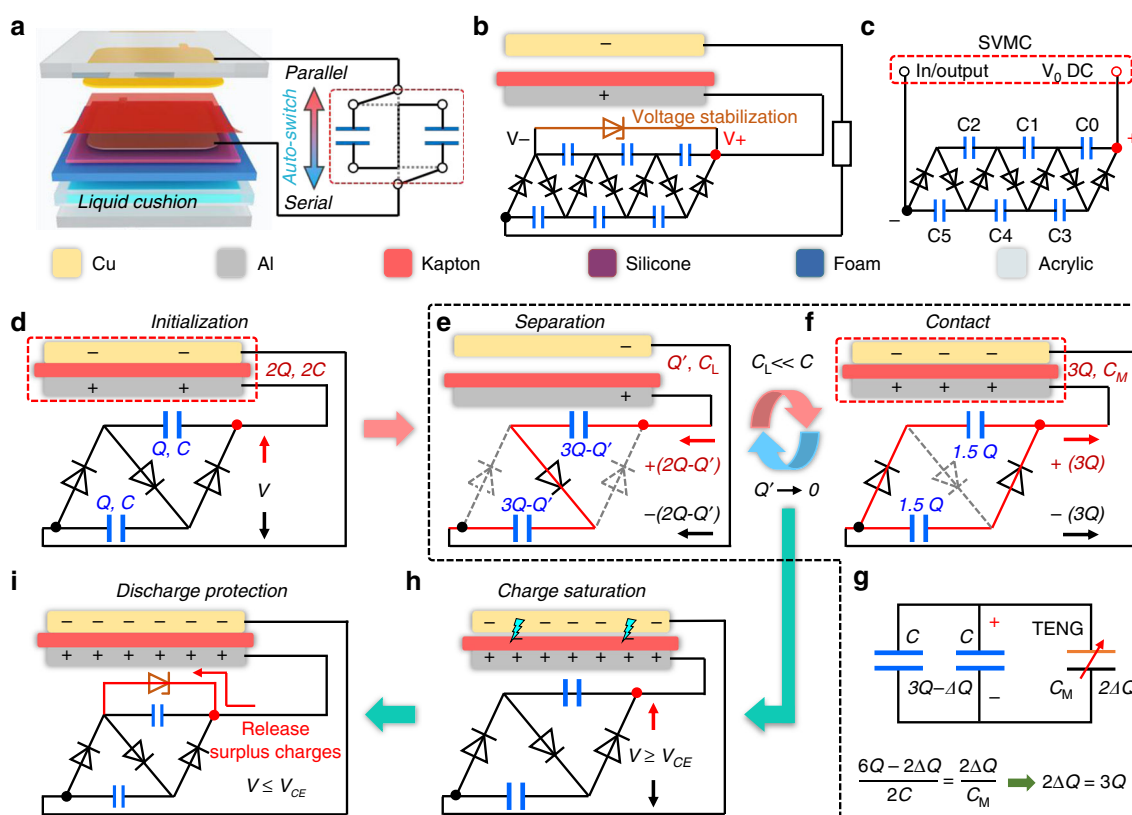 a
Parallel
Auto-switch
Serial
Liquid cushion
b
−
+
Voltage stabilization
V−
V+
c
SVMC
In/output
V0 DC
C2
C1
C0
+
−
C5
C4
C3
Cu
Al
Kapton
Silicone
Foam
Acrylic
d
Initialization
− −
+ +
2Q, 2C
Q, C
Q, C
V
e
Separation
−
Q′, CL
+
3Q-Q′
+(2Q-Q′)
3Q-Q′
−(2Q-Q′)
CL<< C
Q′ → 0
f
Contact
− − −
+ + +
3Q, CM
1.5 Q
+ (3Q)
1.5 Q
− (3Q)
g
C
C
+
TENG
3Q−ΔQ
−
CM
2ΔQ
6Q − 2ΔQ
2C
=
2ΔQ
CM
2ΔQ = 3Q
h
Charge saturation
− − − − − −
+ + + + + + +
V ≥ VCE
i
Discharge protection
− − − − − −
+ + + + + +
Release
surplus charges
V ≤ VCE